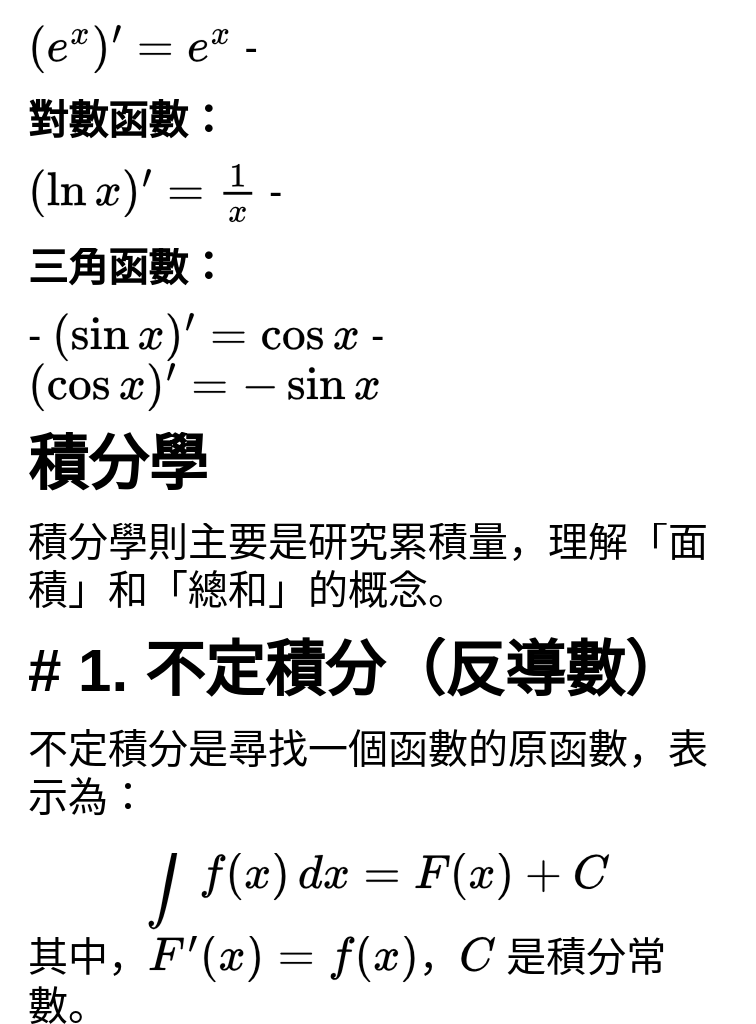 (eˣ)′ = eˣ -
對數函數：
(ln x)′ = 1/x -
三角函數：
- (sin x)′ = cos x -
(cos x)′ = − sin x
積分學
積分學則主要是研究累積量，理解「面
積」和「總和」的概念。
# 1. 不定積分（反導數）
不定積分是尋找一個函數的原函數，表
示為：
∫ f(x) dx = F(x) + C
其中，F′(x) = f(x)，C 是積分常
數。